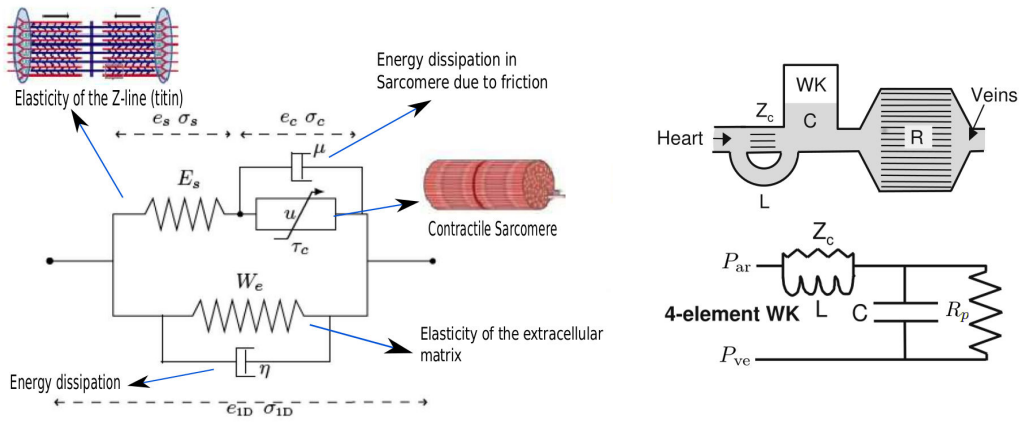 Elasticity of the Z-line (titin)
Energy dissipation in
Sarcomere due to friction
e_s σ_s
e_c σ_c
μ
E_s
u
τ_c
Contractile Sarcomere
W_e
Elasticity of the extracellular
matrix
η
Energy dissipation
e_1D σ_1D
WK
Z_c
C
Veins
Heart
R
L
Z_c
P_ar
L
4-element WK
C
R_p
P_ve